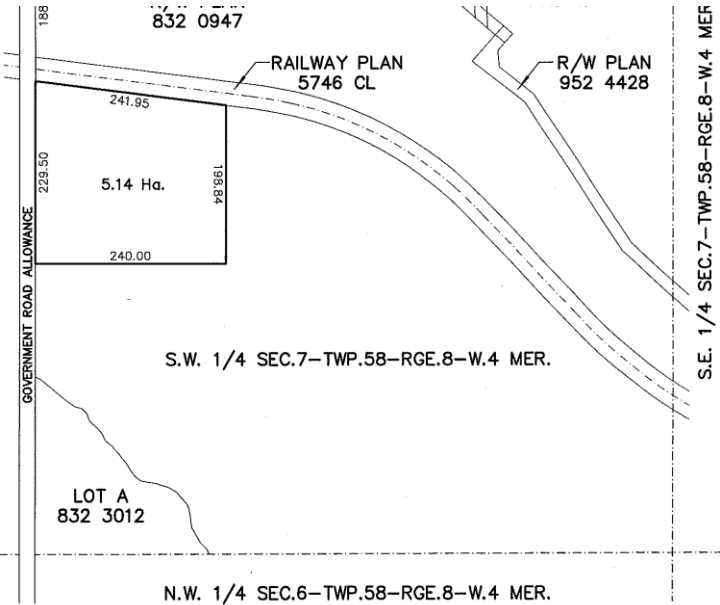 188
832 0947
RAILWAY PLAN
5746 CL
R/W PLAN
952 4428
241.95
229.50
5.14 Ha.
198.84
240.00
GOVERNMENT ROAD ALLOWANCE
S.E. 1/4 SEC.7-TWP.58-RGE.8-W.4 MER.
S.W. 1/4 SEC.7-TWP.58-RGE.8-W.4 MER.
LOT A
832 3012
N.W. 1/4 SEC.6-TWP.58-RGE.8-W.4 MER.